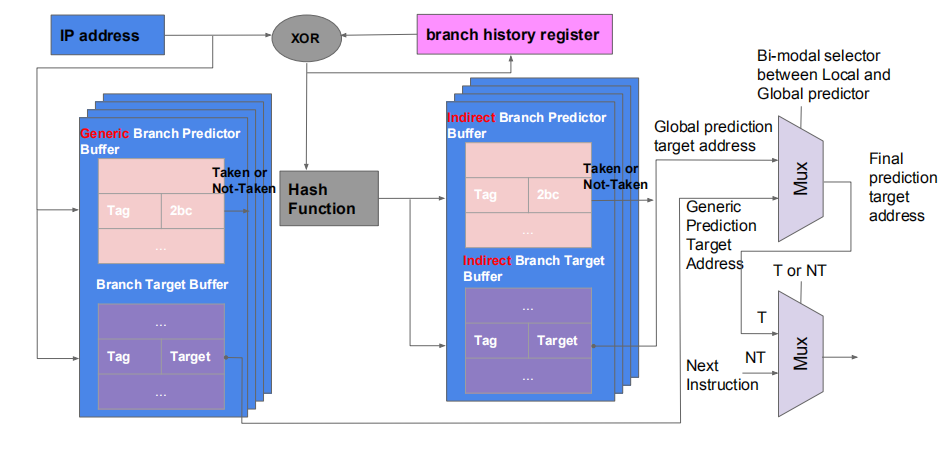 IP address
XOR
branch history register
Bi-modal selector
between Local and
Global predictor
Generic Branch Predictor
Buffer
Taken or
Not-Taken
Tag
2bc
...
Branch Target Buffer
...
Tag
Target
...
Hash
Function
Indirect Branch Predictor
Buffer
Taken or
Not-Taken
Tag
2bc
...
Indirect Branch Target
Buffer
...
Tag
Target
...
Global prediction
target address
Generic
Prediction
Target
Address
Mux
Final
prediction
target
address
T or NT
T
NT
Next
Instruction
Mux